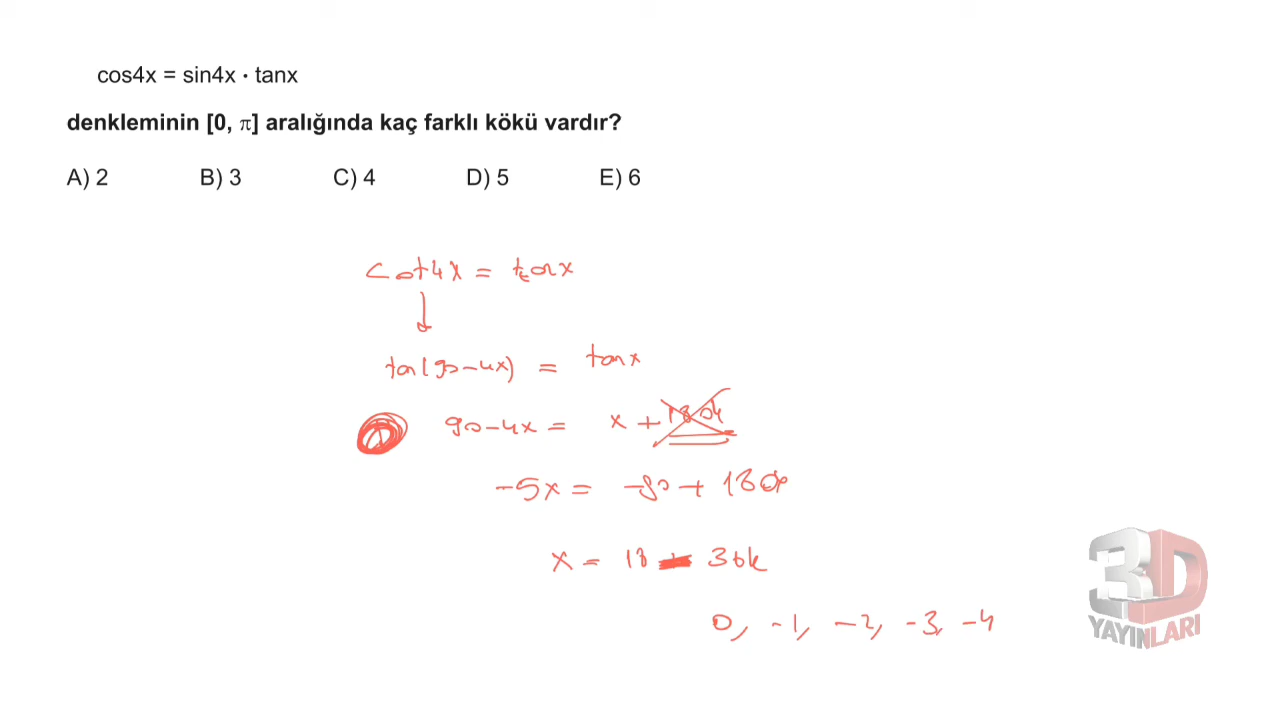 cos4x = sin4x · tanx
denkleminin [0, π] aralığında kaç farklı kökü vardır?
A) 2 B) 3 C) 4 D) 5 E) 6
cot4x = tanx
tan(90-4x) = tanx
90-4x = x + 180k
-5x = -90 + 180k
x = 18 - 36k
0, -1, -2, -3, -4
3D
YAYINLARI